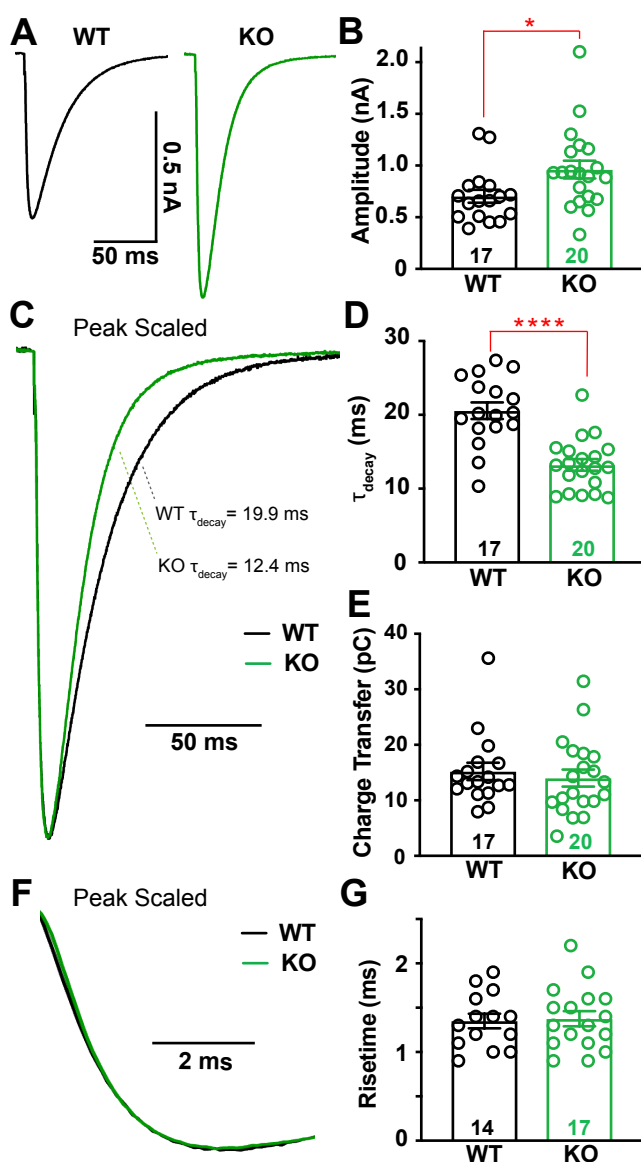 A
WT
KO
0.5 nA
50 ms
B
*
Amplitude (nA)
2.0
1.5
1.0
0.5
0
17
20
WT
KO
C
Peak Scaled
WT τdecay = 19.9 ms
KO τdecay = 12.4 ms
WT
KO
50 ms
D
****
τdecay (ms)
30
20
10
0
17
20
WT
KO
E
Charge Transfer (pC)
40
30
20
10
0
17
20
WT
KO
F
Peak Scaled
WT
KO
2 ms
G
Risetime (ms)
2
1
0
14
17
WT
KO